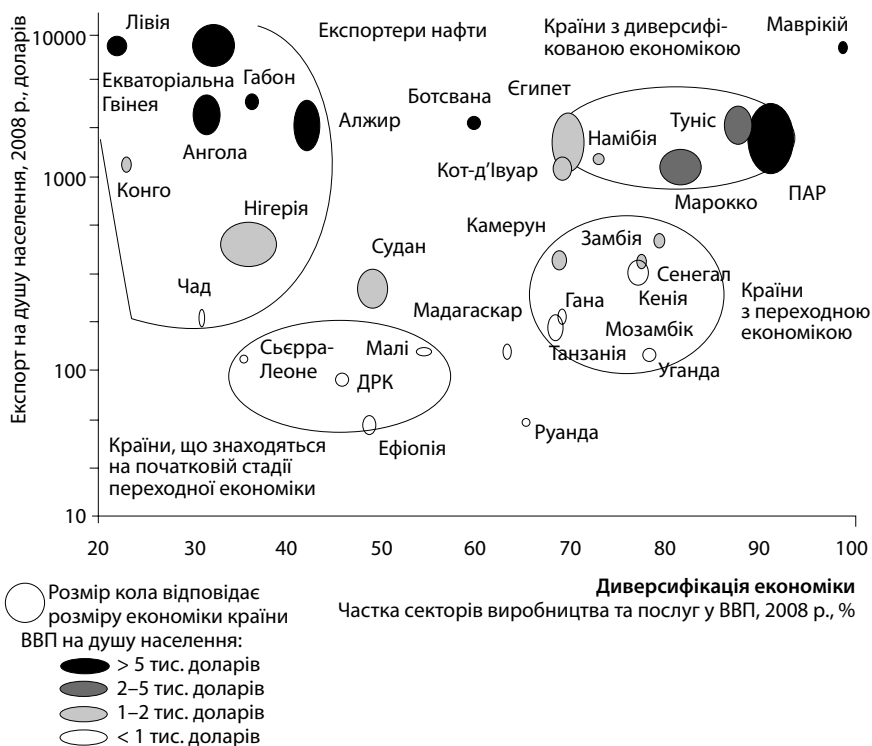 Експорт на душу населення, 2008 р., доларів
10000
1000
100
10
Лівія
Експортери нафти
Країни з диверсифі-
кованою економікою
Маврікій
Екваторіальна
Гвінея
Габон
Ангола
Алжир
Ботсвана
Єгипет
Намібія
Туніс
Конго
Кот-д’Івуар
Марокко
ПАР
Нігерія
Судан
Камерун
Замбія
Сенегал
Кенія
Чад
Мадагаскар
Гана
Мозамбік
Країни
з переходною
економікою
Сьєрра-
Леоне
Малі
ДРК
Танзанія
Уганда
Ефіопія
Руанда
Країни, що знаходяться
на початковій стадії
переходної економіки
20 30 40 50 60 70 80 90 100
Диверсифікація економіки
Частка секторів виробництва та послуг у ВВП, 2008 р., %
Розмір кола відповідає
розміру економіки країни
ВВП на душу населення:
> 5 тис. доларів
2–5 тис. доларів
1–2 тис. доларів
< 1 тис. доларів